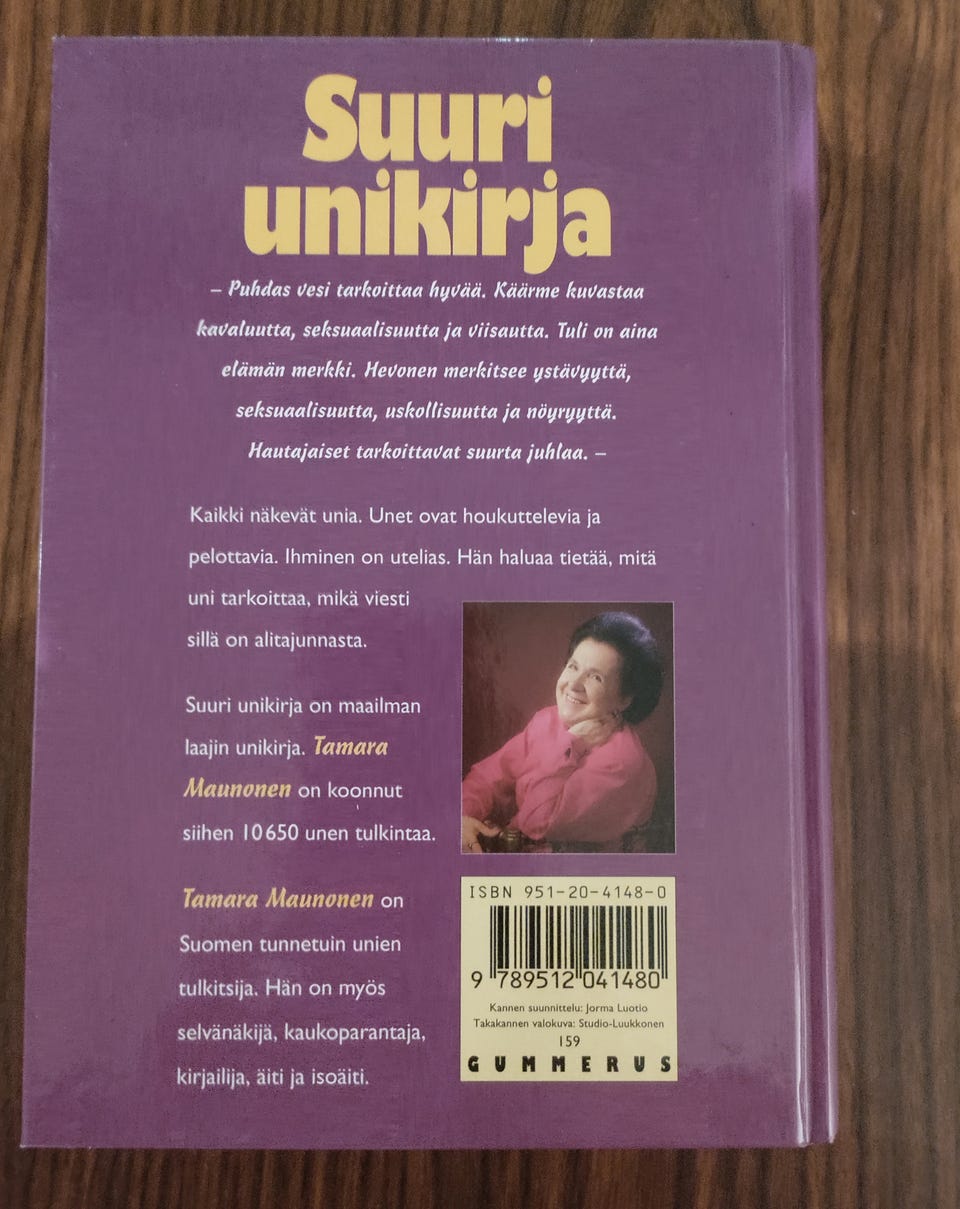 Suuri
unikirja
– Puhdas vesi tarkoittaa hyvää. Käärme kuvastaa
kavaluutta, seksuaalisuutta ja viisautta. Tuli on aina
elämän merkki. Hevonen merkitsee ystävyyttä,
seksuaalisuutta, uskollisuutta ja nöyryyttä.
Hautajaiset tarkoittavat suurta juhlaa. –
Kaikki näkevät unia. Unet ovat houkuttelevia ja
pelottavia. Ihminen on utelias. Hän haluaa tietää, mitä
uni tarkoittaa, mikä viesti
sillä on alitajunnasta.
Suuri unikirja on maailman
laajin unikirja. Tamara
Maunonen on koonnut
siihen 10650 unen tulkintaa.
Tamara Maunonen on
Suomen tunnetuin unien
tulkitsija. Hän on myös
selvänäkijä, kaukoparantaja,
kirjailija, äiti ja isoäiti.
ISBN 951-20-4148-0
9 789512 041480
Kannen suunnittelu: Jorma Luotio
Takakannen valokuva: Studio-Luukkonen
159
GUMMERUS